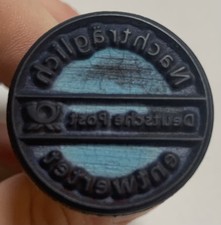 Nachträglich
Deutsche Post
entwertet